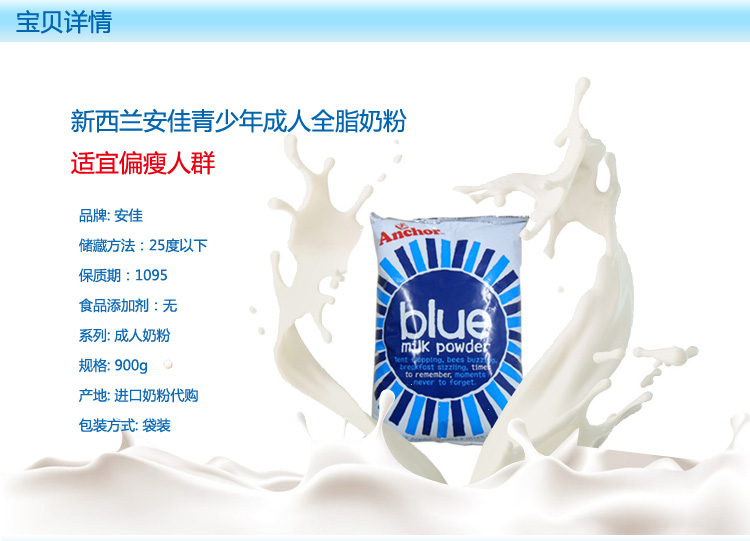 宝贝详情
新西兰安佳青少年成人全脂奶粉
适宜偏瘦人群
品牌: 安佳
储藏方法：25度以下
保质期：1095
食品添加剂：无
系列: 成人奶粉
规格: 900g
产地: 进口奶粉代购
包装方式: 袋装
Anchor
blue
milk powder
Tent-slipping, bees buzzing,
breakfast sizzling, times
to remember, moments
never to forget.